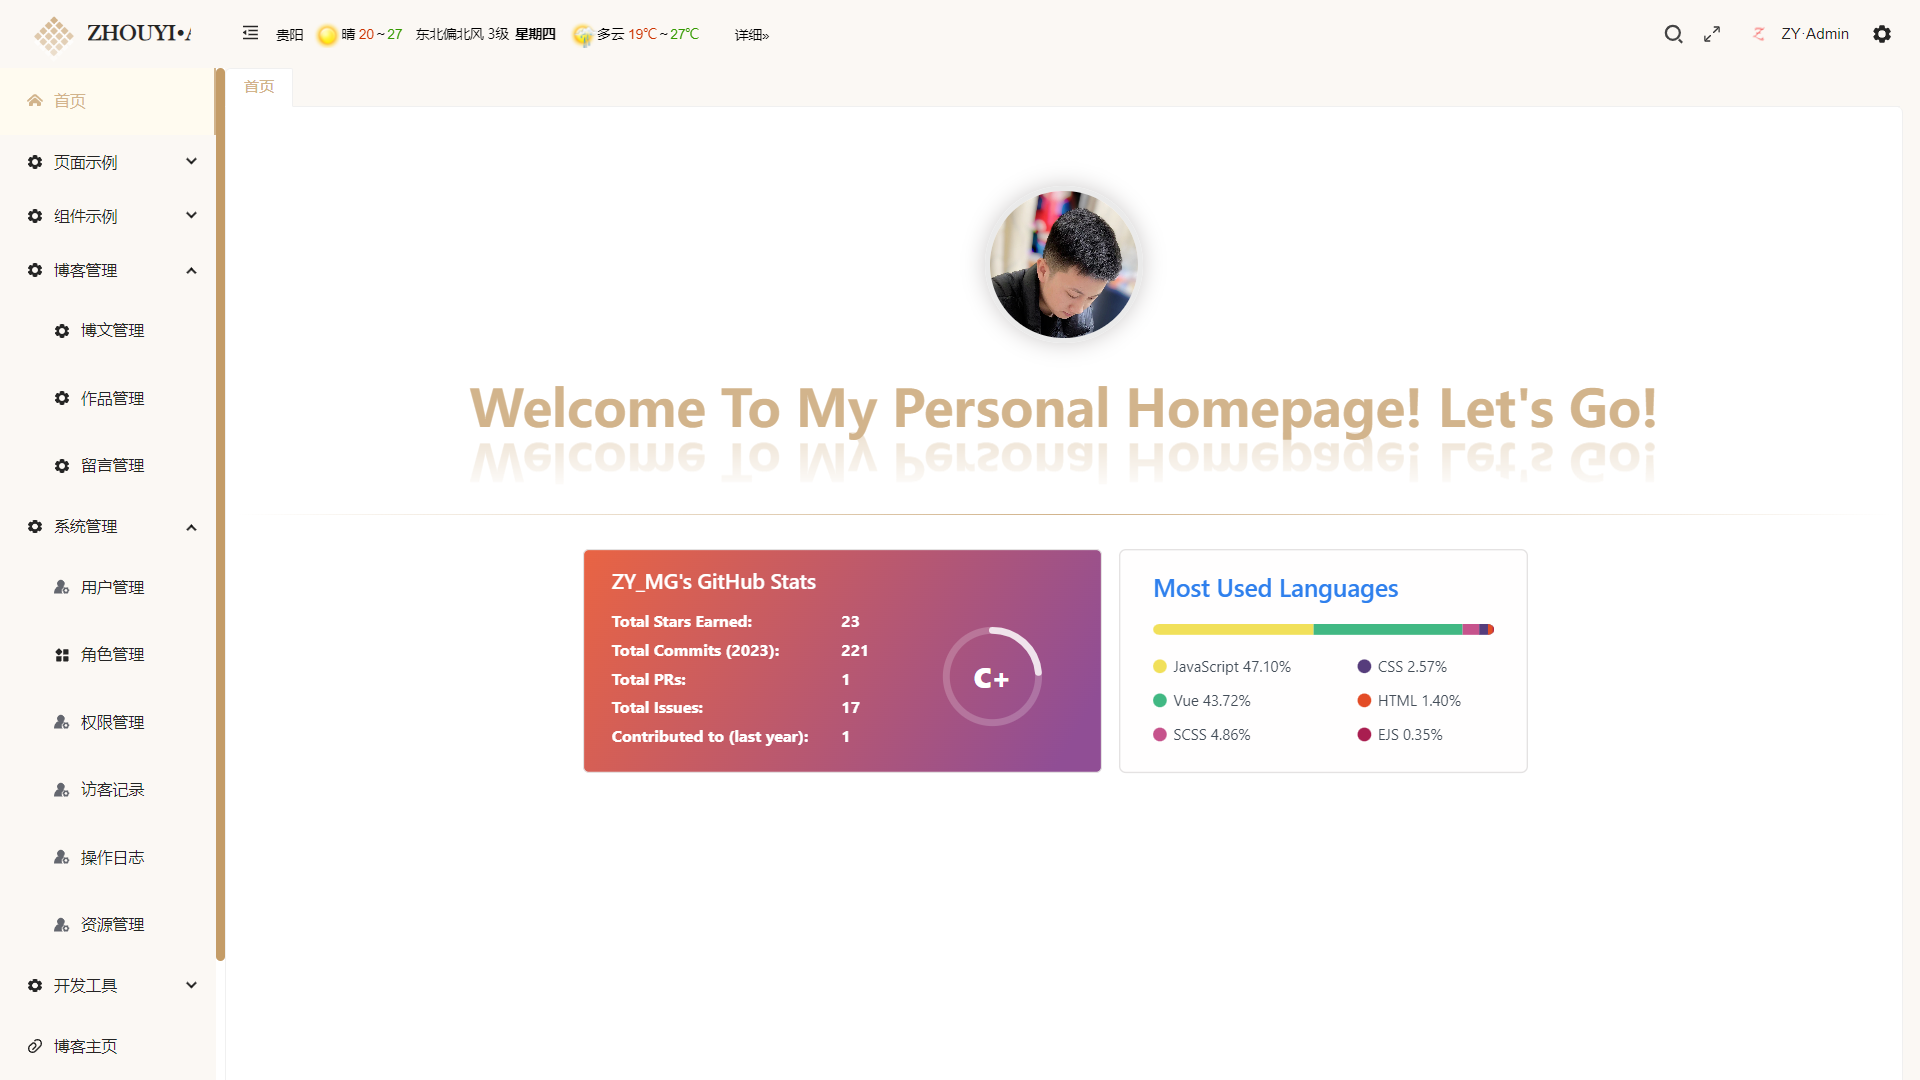 ZHOUYI•A
贵阳 晴 20~27 东北偏北风 3级 星期四 多云 19℃~27℃ 详细»
ZY·Admin
首页
首页
页面示例
组件示例
博客管理
博文管理
作品管理
留言管理
系统管理
用户管理
角色管理
权限管理
访客记录
操作日志
资源管理
开发工具
博客主页
Welcome To My Personal Homepage! Let's Go!
ZY_MG's GitHub Stats
Total Stars Earned: 23
Total Commits (2023): 221
Total PRs: 1
Total Issues: 17
Contributed to (last year): 1
C+
Most Used Languages
JavaScript 47.10%
CSS 2.57%
Vue 43.72%
HTML 1.40%
SCSS 4.86%
EJS 0.35%